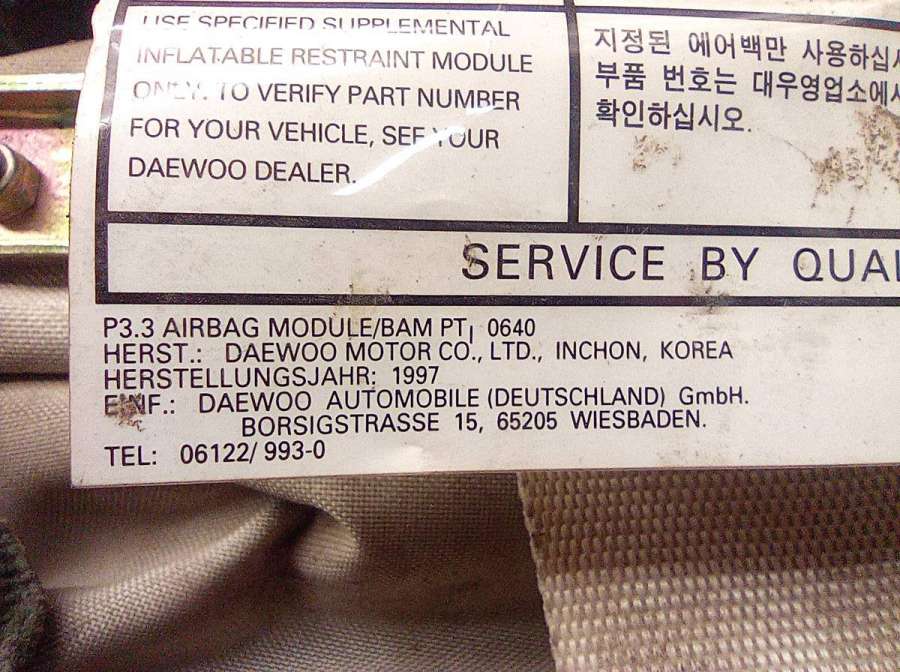 USE SPECIFIED SUPPLEMENTAL
INFLATABLE RESTRAINT MODULE
ONLY. TO VERIFY PART NUMBER
FOR YOUR VEHICLE, SEE YOUR
DAEWOO DEALER.
지정된 에어백만 사용하십시
부품 번호는 대우영업소에서
확인하십시오.
SERVICE BY QUAL
P3.3 AIRBAG MODULE/BAM PT, 0640
HERST.: DAEWOO MOTOR CO., LTD., INCHON, KOREA
HERSTELLUNGSJAHR: 1997
EINF.: DAEWOO AUTOMOBILE (DEUTSCHLAND) GmbH.
BORSIGSTRASSE 15, 65205 WIESBADEN.
TEL: 06122/ 993-0